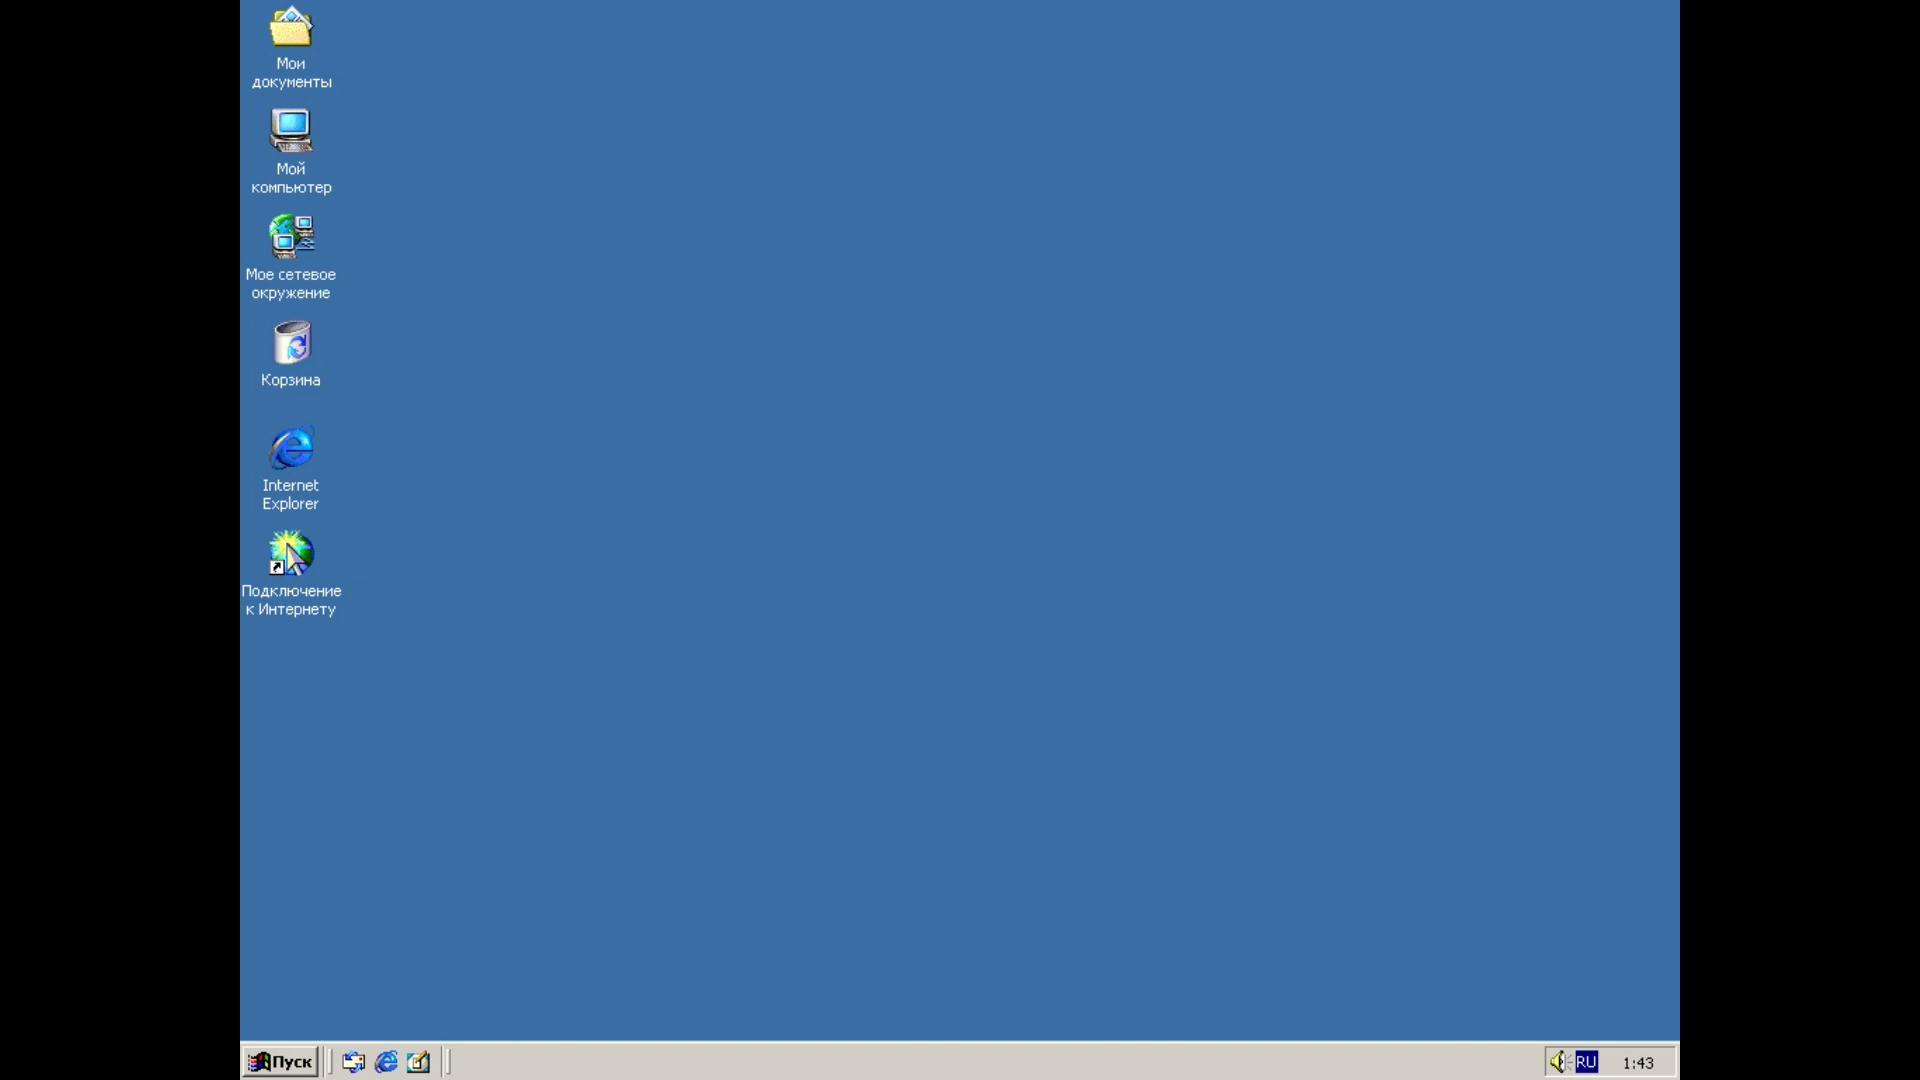 Мои
документы
Мой
компьютер
Мое сетевое
окружение
Корзина
Internet
Explorer
Подключение
к Интернету
Пуск
RU
1:43